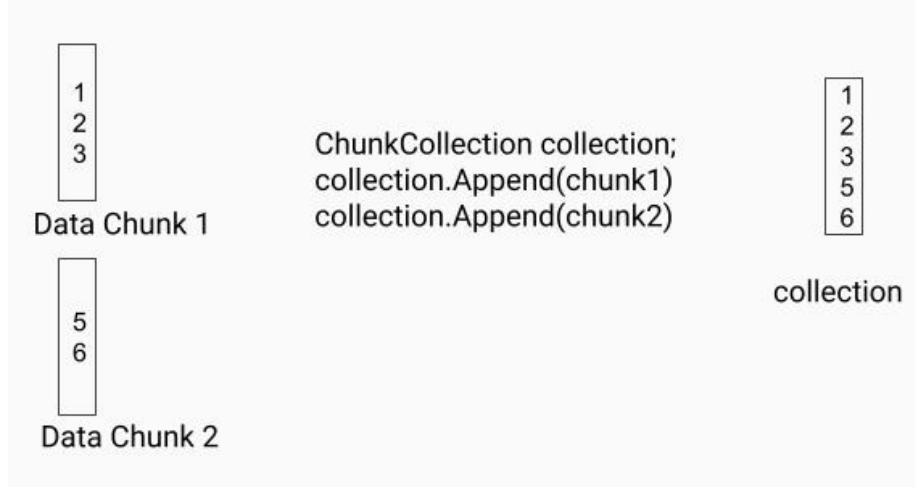 1
2
3
Data Chunk 1
5
6
Data Chunk 2
ChunkCollection collection;
collection.Append(chunk1)
collection.Append(chunk2)
1
2
3
5
6
collection